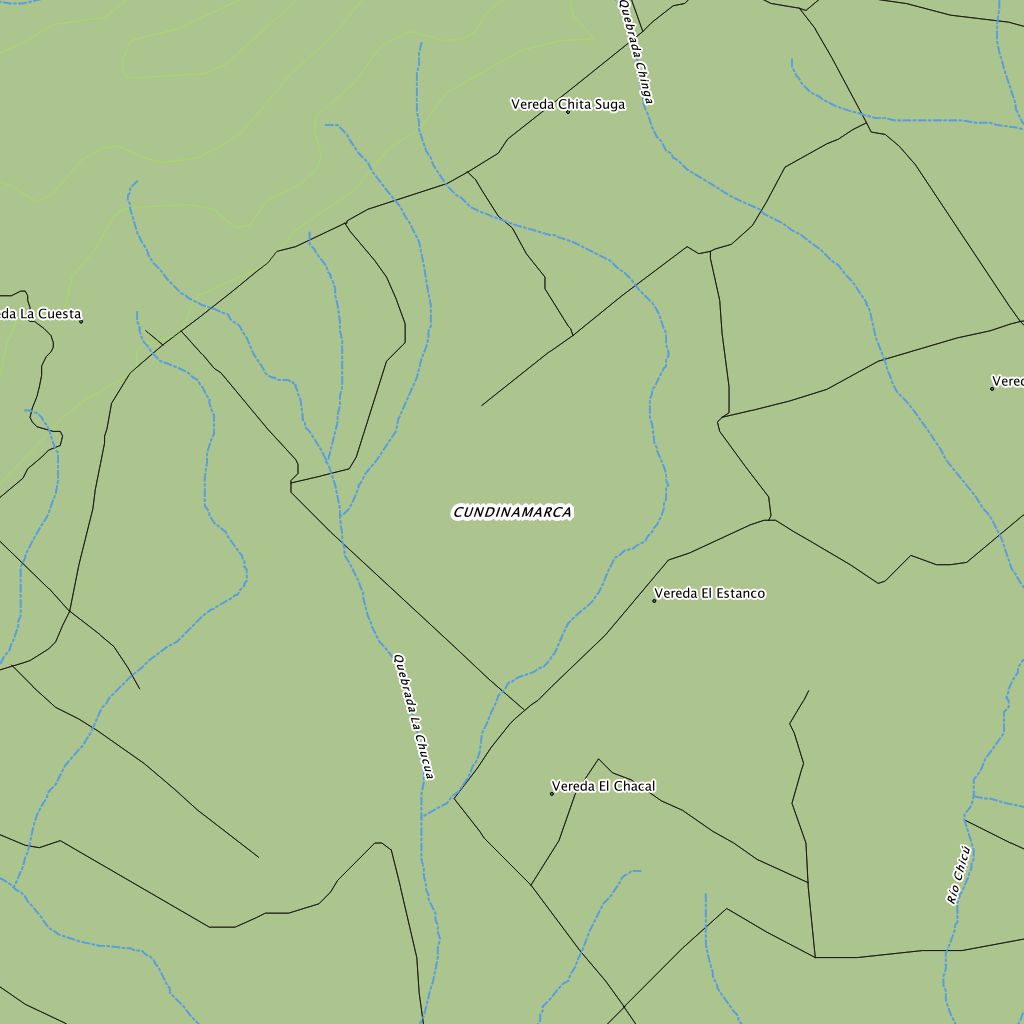 Quebrada Chinga
Vereda Chita Suga
da La Cuesta
Vered
CUNDINAMARCA
Vereda El Estanco
Quebrada La Chucua
Vereda El Chacal
Río Chicú